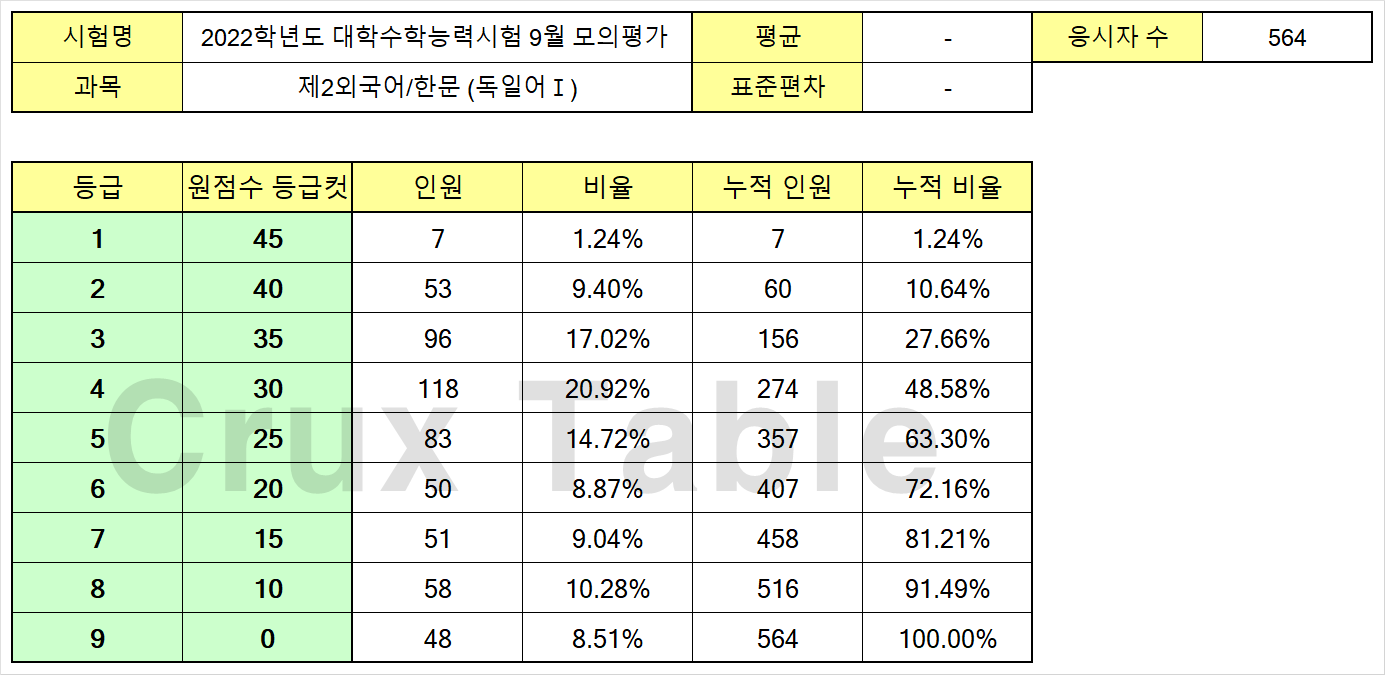 시험명 2022학년도 대학수학능력시험 9월 모의평가 평균 - 응시자 수 564
과목 제2외국어/한문 (독일어Ⅰ) 표준편차 -
등급 원점수 등급컷 인원 비율 누적 인원 누적 비율
1 45 7 1.24% 7 1.24%
2 40 53 9.40% 60 10.64%
3 35 96 17.02% 156 27.66%
4 30 118 20.92% 274 48.58%
5 25 83 14.72% 357 63.30%
6 20 50 8.87% 407 72.16%
7 15 51 9.04% 458 81.21%
8 10 58 10.28% 516 91.49%
9 0 48 8.51% 564 100.00%
Crux Table